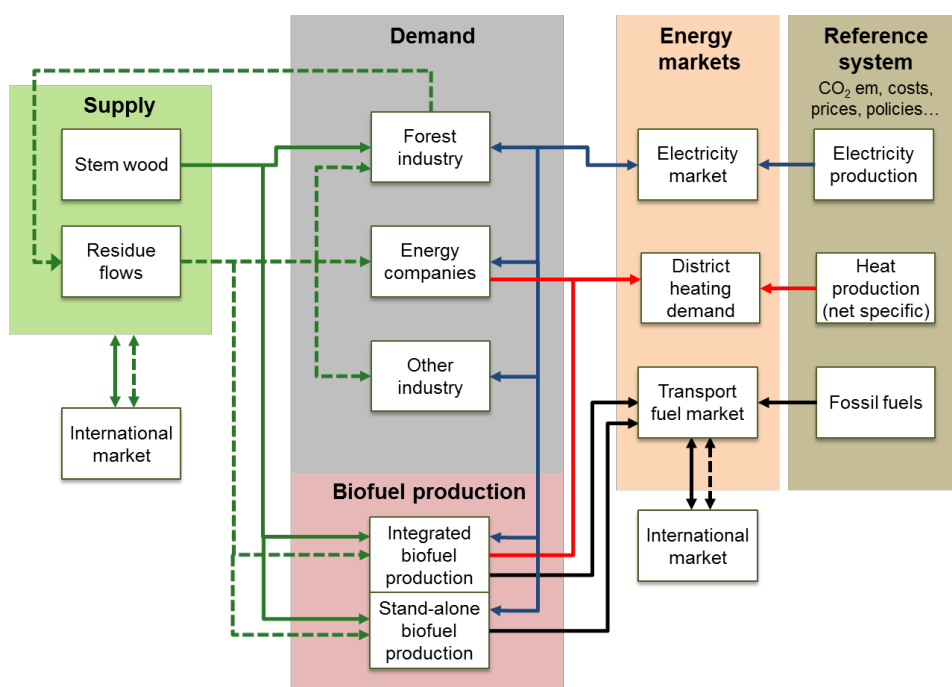 Demand
Energy
markets
Reference
system
CO₂ em, costs,
prices, policies…
Supply
Stem wood
Forest
industry
Electricity
market
Electricity
production
Residue
flows
Energy
companies
District
heating
demand
Heat
production
(net specific)
Other
industry
Transport
fuel market
Fossil fuels
International
market
Biofuel production
Integrated
biofuel
production
International
market
Stand-alone
biofuel
production